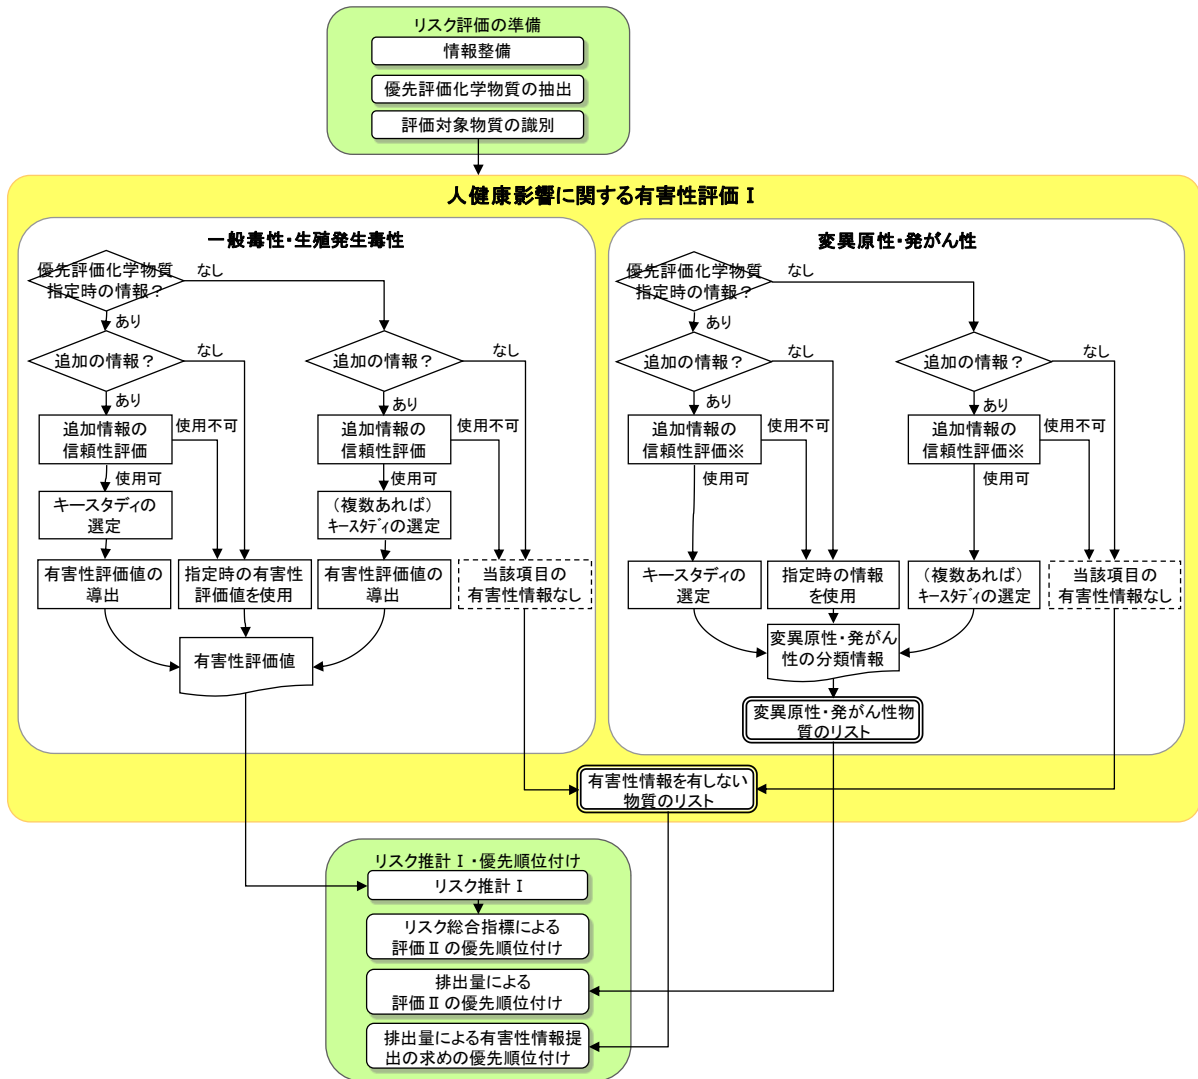 リスク評価の準備
情報整備
優先評価化学物質の抽出
評価対象物質の識別
人健康影響に関する有害性評価Ⅰ
一般毒性・生殖発生毒性
優先評価化学物質
指定時の情報？
なし
あり
追加の情報？
なし
あり
追加情報の
信頼性評価
使用不可
使用可
キースタディの
選定
有害性評価値の
導出
指定時の有害性
評価値を使用
追加の情報？
なし
あり
追加情報の
信頼性評価
使用不可
使用可
（複数あれば）
ｷｰｽﾀﾃﾞｨの選定
有害性評価値の
導出
当該項目の
有害性情報なし
有害性評価値
変異原性・発がん性
優先評価化学物質
指定時の情報？
なし
あり
追加の情報？
なし
あり
追加情報の
信頼性評価※
使用不可
使用可
キースタディの
選定
指定時の情報
を使用
追加の情報？
なし
あり
追加情報の
信頼性評価※
使用不可
使用可
（複数あれば）
ｷｰｽﾀﾃﾞｨの選定
当該項目の
有害性情報なし
変異原性・発がん
性の分類情報
変異原性・発がん性物
質のリスト
有害性情報を有しない
物質のリスト
リスク推計Ⅰ・優先順位付け
リスク推計Ⅰ
リスク総合指標による
評価Ⅱの優先順位付け
排出量による
評価Ⅱの優先順位付け
排出量による有害性情報提
出の求めの優先順位付け